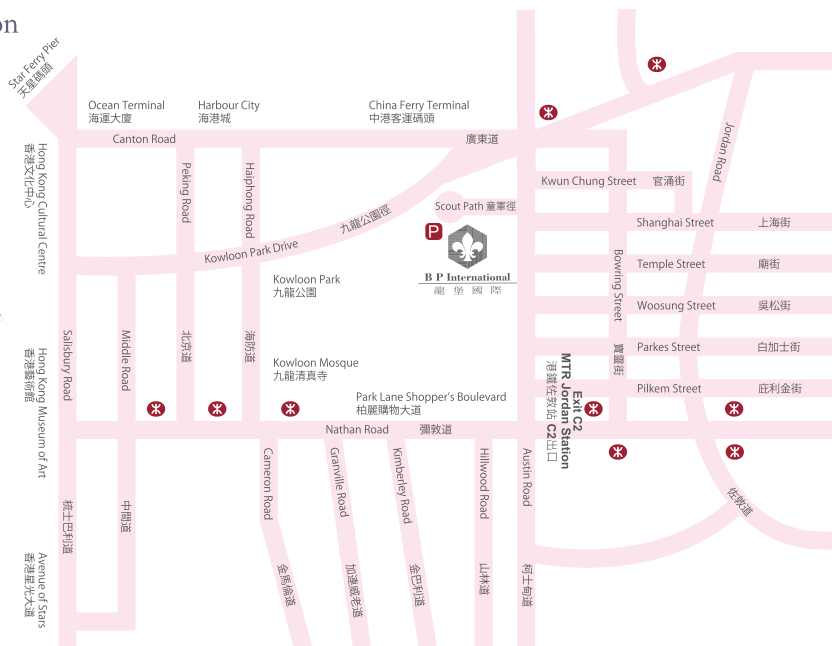 on
Star Ferry Pier
天星碼頭
Ocean Terminal
海運大廈
Harbour City
海港城
China Ferry Terminal
中港客運碼頭
Canton Road
廣東道
Hong Kong Cultural Centre
香港文化中心
Peking Road
Haiphong Road
Jordan Road
Kwun Chung Street 官涌街
Scout Path 童軍徑
九龍公園徑
Kowloon Park Drive
P
B P International
龍堡國際
Shanghai Street 上海街
Temple Street 廟街
Bowring Street
Woosung Street 吳松街
Kowloon Park
九龍公園
Salisbury Road
Middle Road
北京道
海防道
寶靈街
Parkes Street 白加士街
Kowloon Mosque
九龍清真寺
Hong Kong Museum of Art
香港藝術館
Pilkem Street 庇利金街
Exit C2
MTR Jordan Station
港鐵佐敦站 C2出口
Park Lane Shopper's Boulevard
柏麗購物大道
Nathan Road 彌敦道
Cameron Road
Granville Road
Kimberley Road
Hillwood Road
Austin Road
佐敦道
梳士巴利道
中間道
Avenue of Stars
香港星光大道
金馬倫道
加連威老道
金巴利道
山林道
柯士甸道